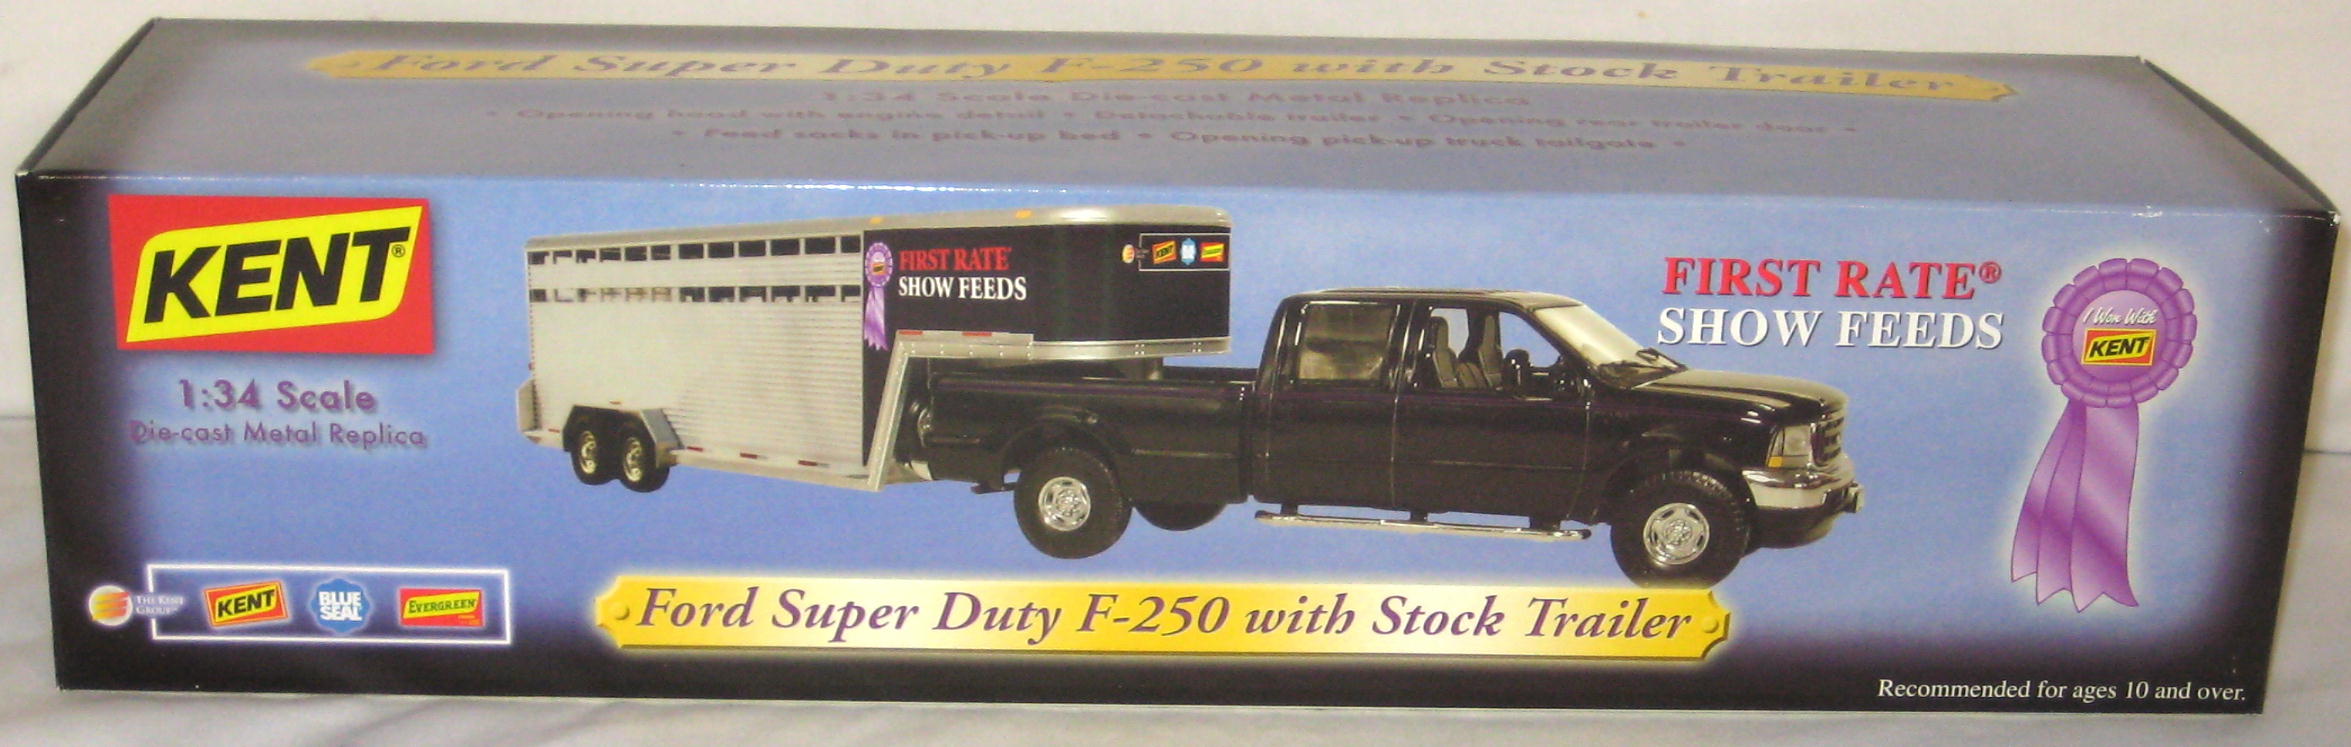 Ford Super Duty F-250 with Stock Trailer
1:34 Scale Die-cast Metal Replica
• Opening hood with engine detail • Detachable trailer • Opening rear trailer door •
• Feed sacks in pick-up bed • Opening pick-up truck tailgate •
KENT®
1:34 Scale
Die-cast Metal Replica
FIRST RATE®
SHOW FEEDS
KENT
FIRST RATE®
SHOW FEEDS
I Won With
KENT
THE KENT
GROUP
KENT
BLUE
SEAL
EVERGREEN
Ford Super Duty F-250 with Stock Trailer
Recommended for ages 10 and over.